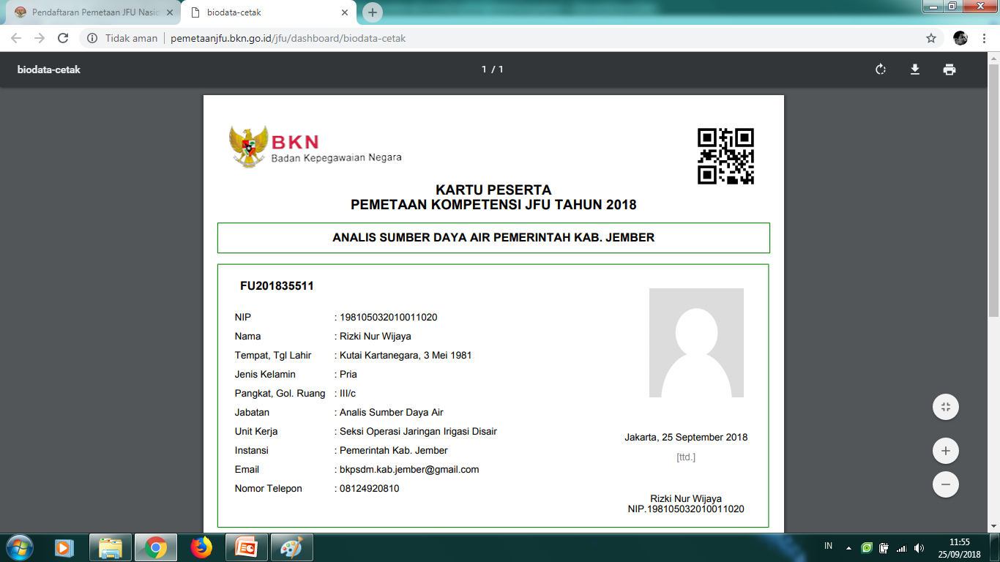 Pendaftaran Pemetaan JFU Nasio
biodata-cetak
Tidak aman | pemetaanjfu.bkn.go.id/jfu/dashboard/biodata-cetak
biodata-cetak
1 / 1
BKN
Badan Kepegawaian Negara
KARTU PESERTA
PEMETAAN KOMPETENSI JFU TAHUN 2018
ANALIS SUMBER DAYA AIR PEMERINTAH KAB. JEMBER
FU201835511
NIP : 198105032010011020
Nama : Rizki Nur Wijaya
Tempat, Tgl Lahir : Kutai Kartanegara, 3 Mei 1981
Jenis Kelamin : Pria
Pangkat, Gol. Ruang : III/c
Jabatan : Analis Sumber Daya Air
Unit Kerja : Seksi Operasi Jaringan Irigasi Disair
Instansi : Pemerintah Kab. Jember
Email : bkpsdm.kab.jember@gmail.com
Nomor Telepon : 08124920810
Jakarta, 25 September 2018
[ttd.]
Rizki Nur Wijaya
NIP.198105032010011020
IN
11:55
25/09/2018